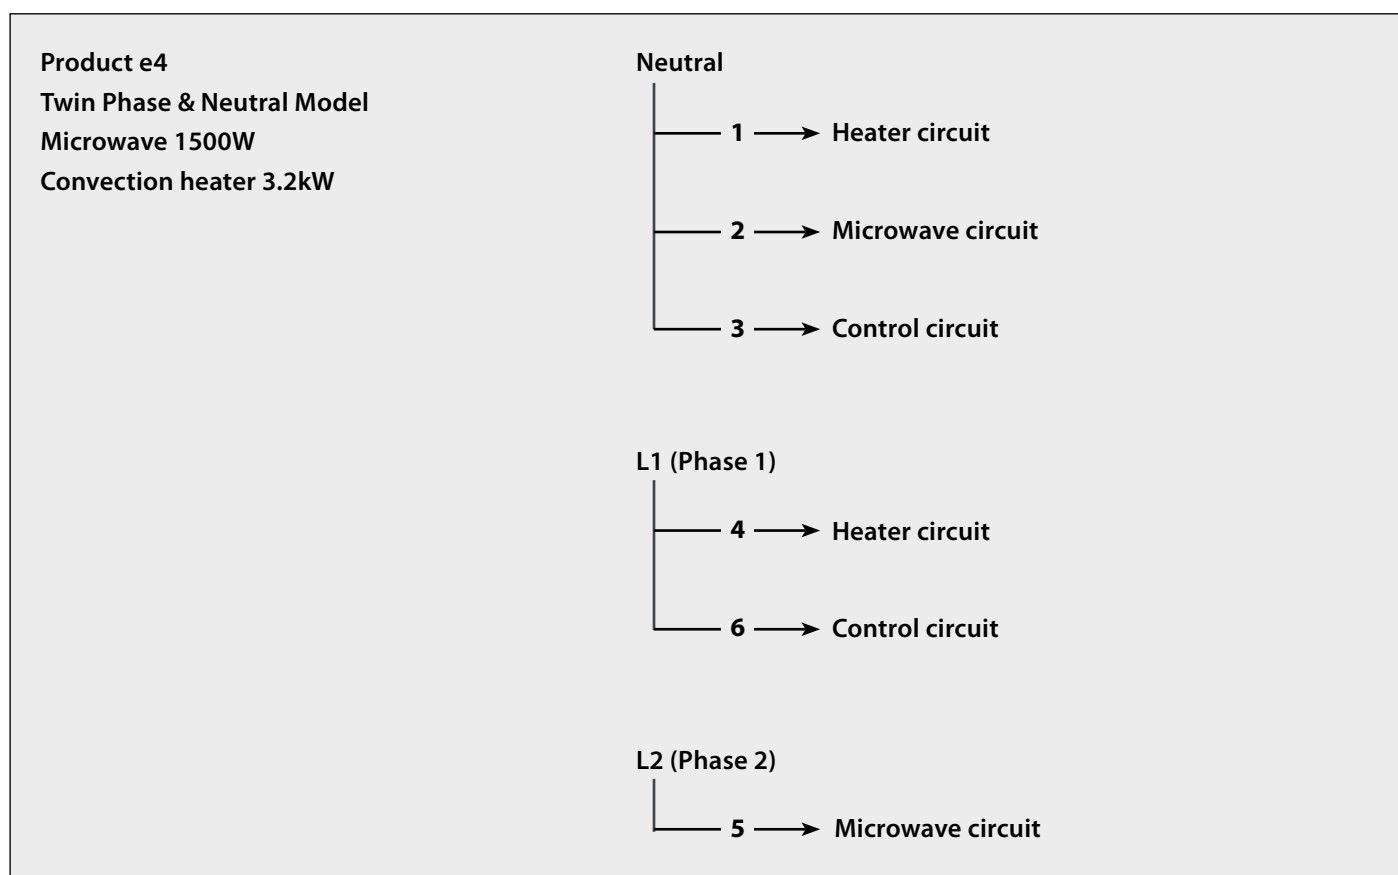 Product e4
Twin Phase & Neutral Model
Microwave 1500W
Convection heater 3.2kW
Neutral
1 Heater circuit
2 Microwave circuit
3 Control circuit
L1 (Phase 1)
4 Heater circuit
6 Control circuit
L2 (Phase 2)
5 Microwave circuit